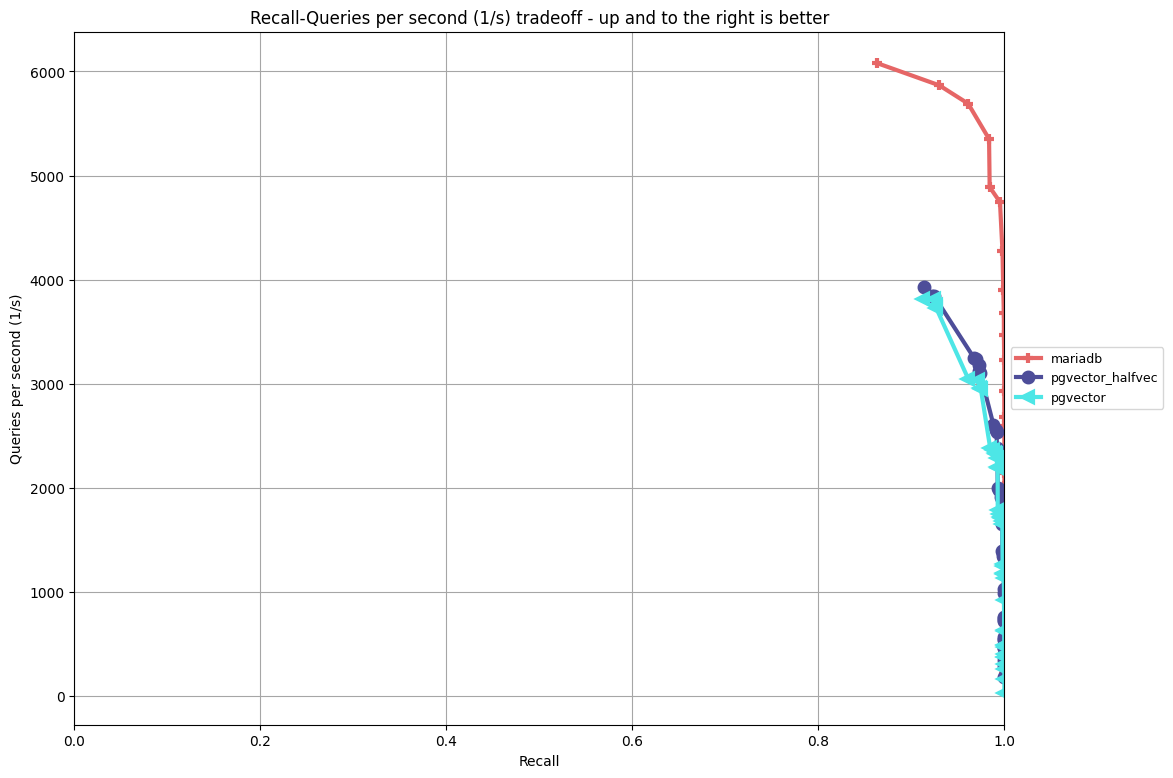 Recall-Queries per second (1/s) tradeoff - up and to the right is better
6000
5000
4000
3000
2000
1000
0
Queries per second (1/s)
0.0 0.2 0.4 0.6 0.8 1.0
Recall
mariadb
pgvector_halfvec
pgvector